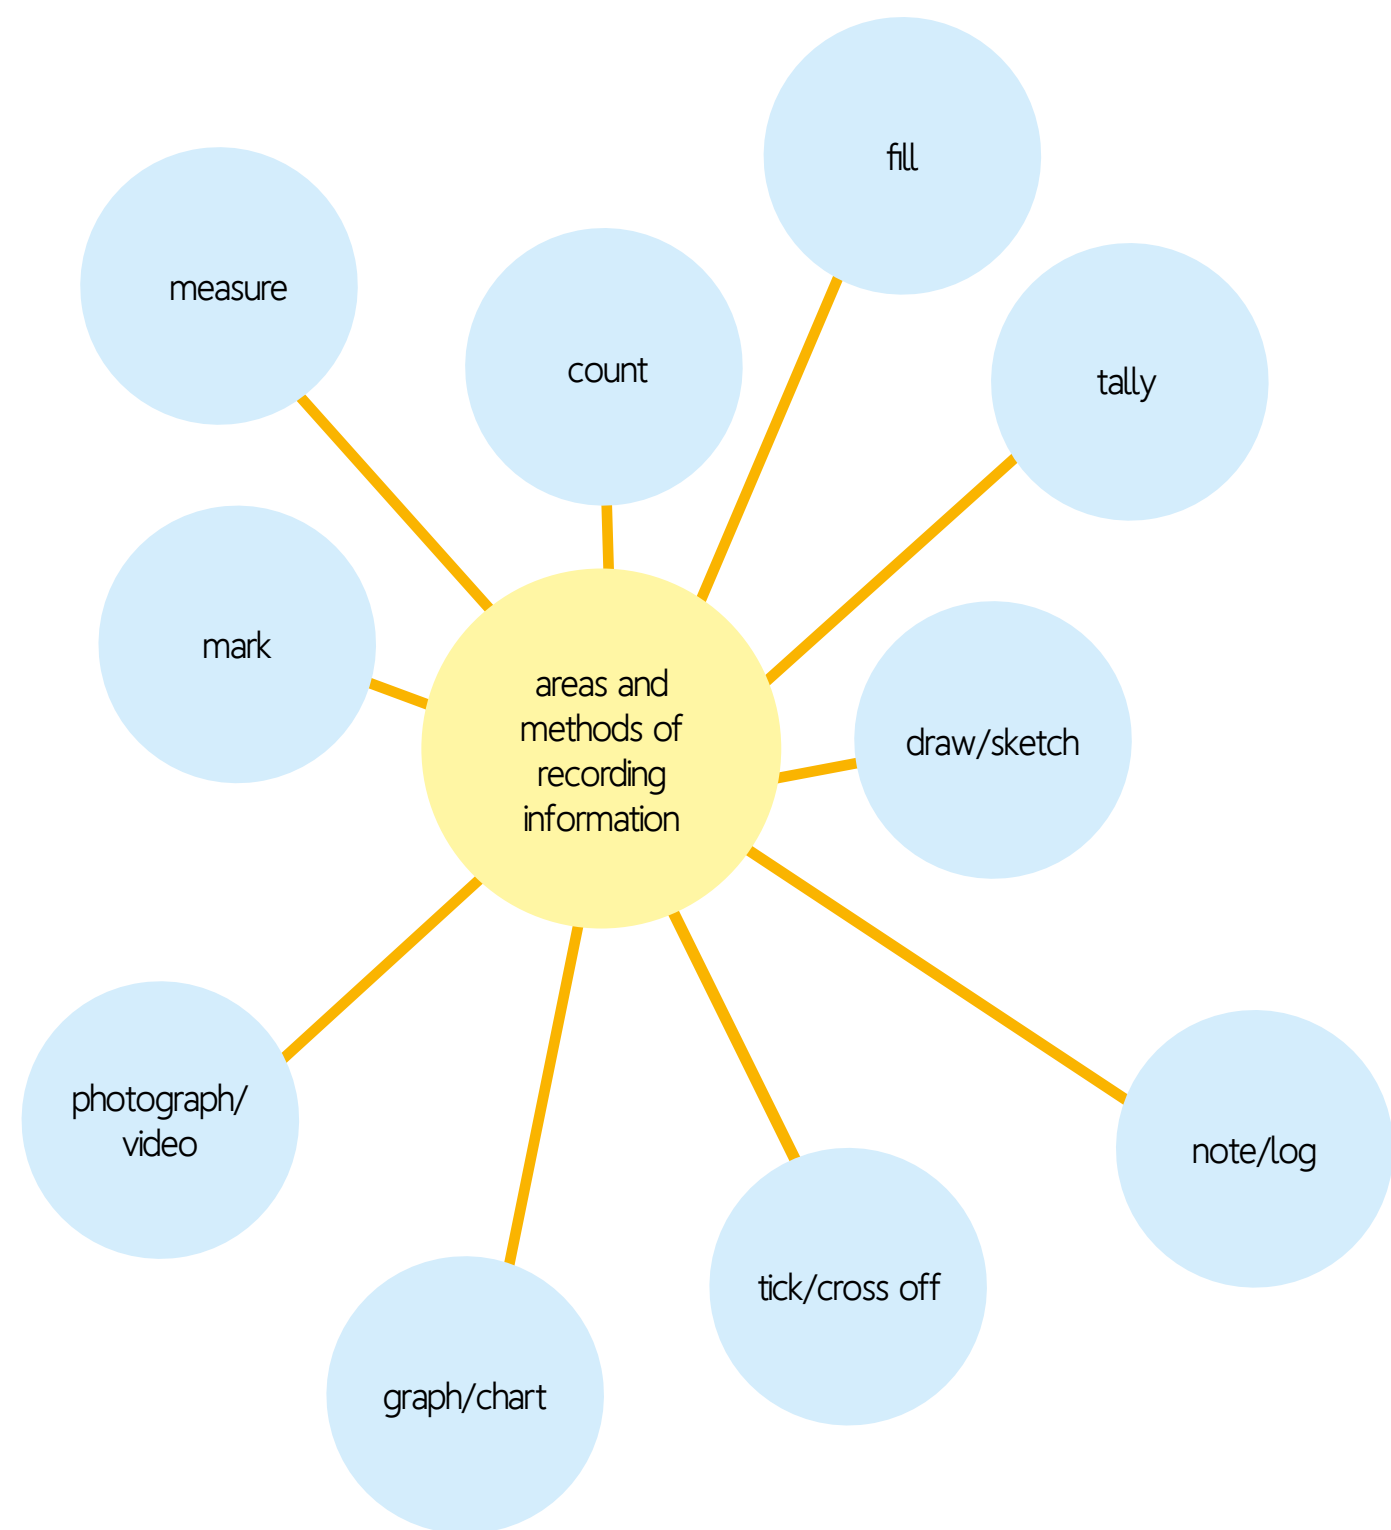 fill
measure
count
tally
mark
areas and
methods of
recording
information
draw/sketch
photograph/
video
note/log
tick/cross off
graph/chart